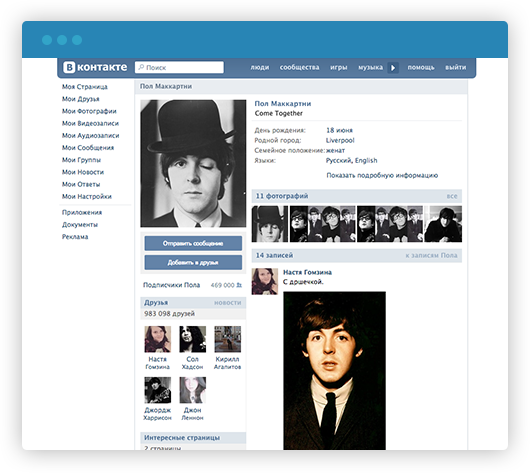 В контакте
Поиск
люди сообщества игры музыка помощь выйти
Моя Страница
Мои Друзья
Мои Фотографии
Мои Видеозаписи
Мои Аудиозаписи
Мои Сообщения
Мои Группы
Мои Новости
Мои Ответы
Мои Настройки
Приложения
Документы
Реклама
Пол Маккартни
Отправить сообщение
Добавить в друзья
Подписчики Пола 469 000
Друзья новости
983 098 друзей
Настя Гомзина
Сол Хадсон
Кирилл Агапитов
Джордж Харрисон
Джон Леннон
Интересные страницы
2 страницы
Пол Маккартни
Come Together
День рождения: 18 июня
Родной город: Liverpool
Семейное положение: женат
Языки: Русский, English
Показать подробную информацию
11 фотографий все
14 записей к записям Пола
Настя Гомзина
С дршечкой.